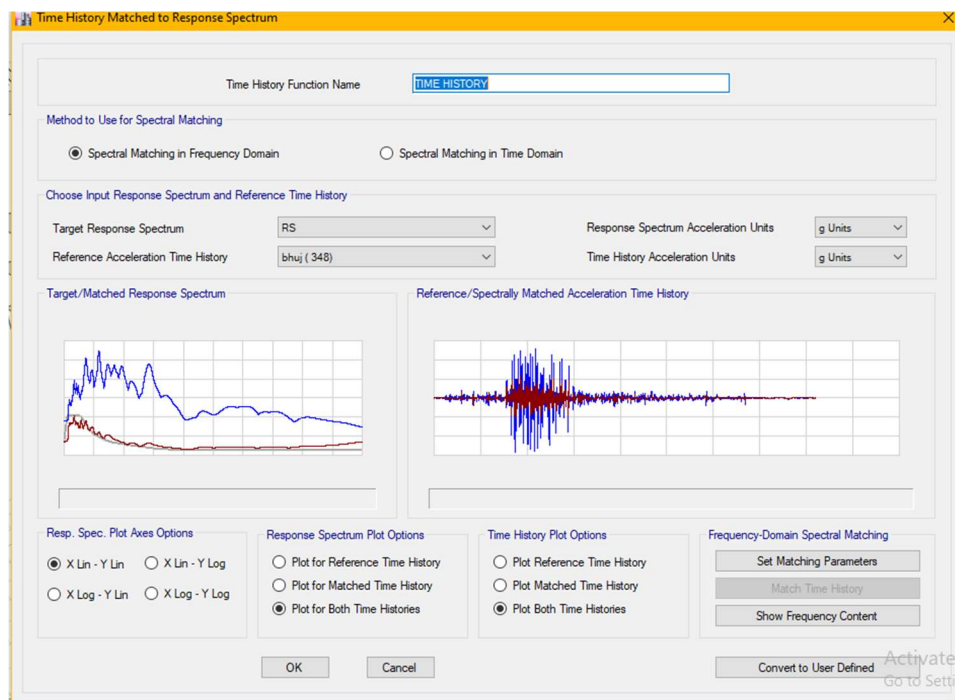 Time History Matched to Response Spectrum
Time History Function Name
TIME HISTORY
Method to Use for Spectral Matching
Spectral Matching in Frequency Domain
Spectral Matching in Time Domain
Choose Input Response Spectrum and Reference Time History
Target Response Spectrum
RS
Response Spectrum Acceleration Units
g Units
Reference Acceleration Time History
bhuj ( 348)
Time History Acceleration Units
g Units
Target/Matched Response Spectrum
Reference/Spectrally Matched Acceleration Time History
Resp. Spec. Plot Axes Options
X Lin - Y Lin
X Lin - Y Log
X Log - Y Lin
X Log - Y Log
Response Spectrum Plot Options
Plot for Reference Time History
Plot for Matched Time History
Plot for Both Time Histories
Time History Plot Options
Plot Reference Time History
Plot Matched Time History
Plot Both Time Histories
Frequency-Domain Spectral Matching
Set Matching Parameters
Match Time History
Show Frequency Content
OK
Cancel
Convert to User Defined
Activate
Go to Setti